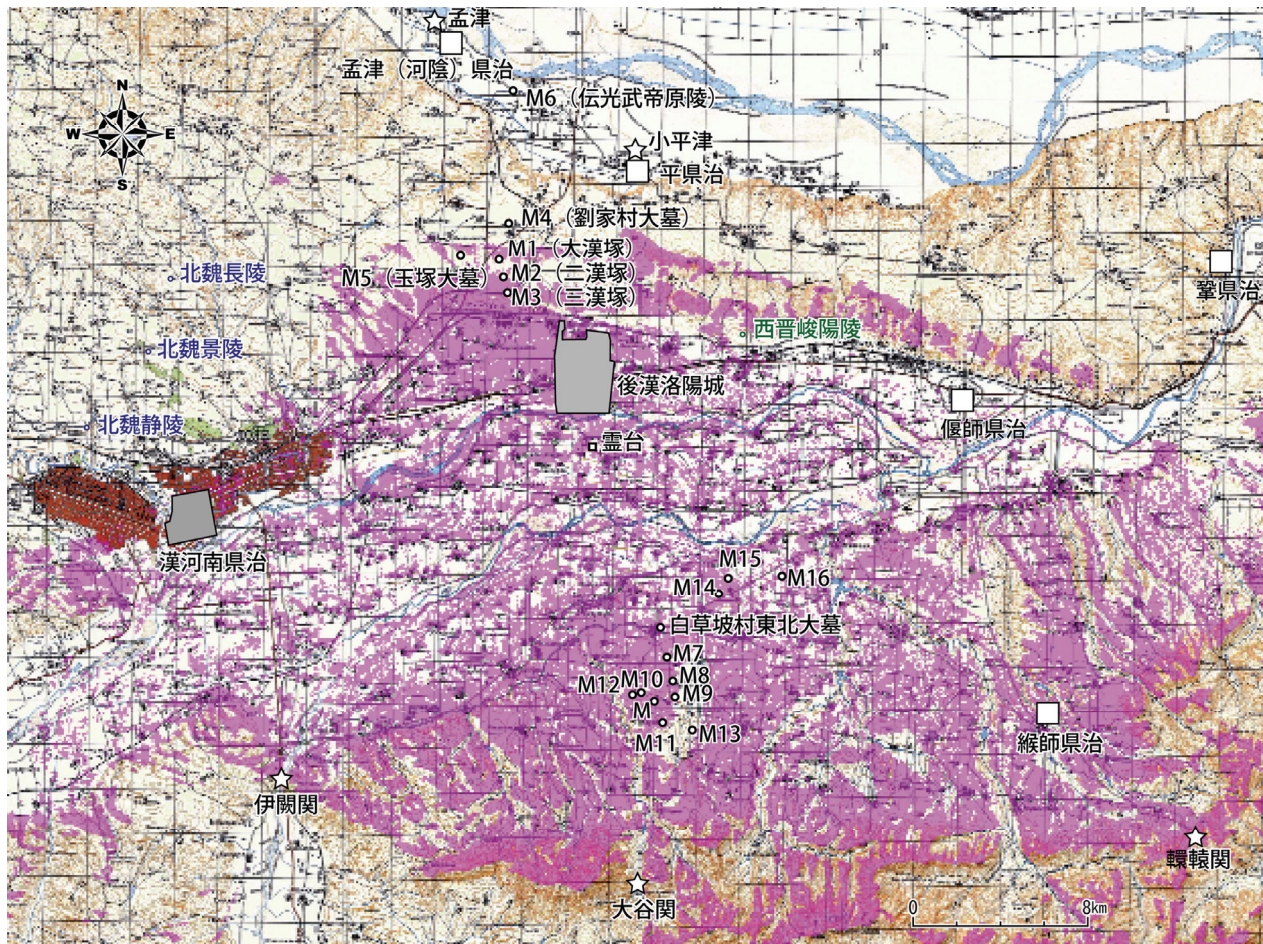 孟津
孟津（河陰）県治
N
W
E
S
M6（伝光武帝原陵）
小平津
平県治
M4（劉家村大墓）
M1（大漢塚）
M5（玉塚大墓）
M2（二漢塚）
M3（三漢塚）
北魏長陵
鞏県治
西晋峻陽陵
北魏景陵
後漢洛陽城
偃師県治
北魏静陵
霊台
漢河南県治
M15
M14
M16
白草坡村東北大墓
M7
M8
M12
M10
M9
M
M11
M13
緱師県治
伊闕関
轘轅関
大谷関
0
8km